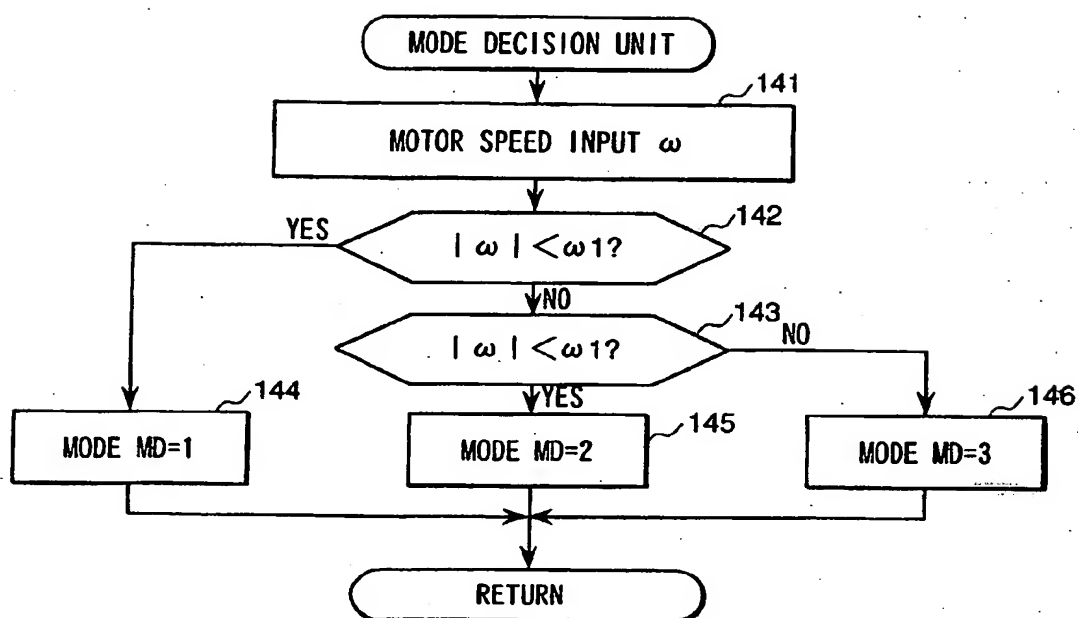 MODE DECISION UNIT
141
MOTOR SPEED INPUT ω
142
YES
| ω | <ω1?
NO
143
| ω | <ω1?
NO
YES
144
MODE MD=1
145
MODE MD=2
146
MODE MD=3
RETURN